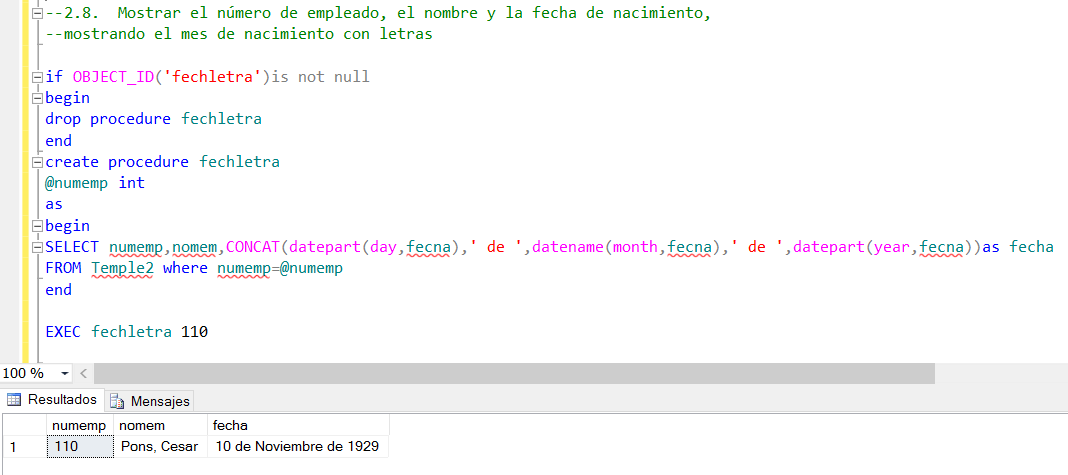 --2.8.  Mostrar el número de empleado, el nombre y la fecha de nacimiento,
--mostrando el mes de nacimiento con letras
if OBJECT_ID('fechletra')is not null
begin
drop procedure fechletra
end
create procedure fechletra
@numemp int
as
begin
SELECT numemp,nomem,CONCAT(datepart(day,fecna),' de ',datename(month,fecna),' de ',datepart(year,fecna))as fecha
FROM Temple2 where numemp=@numemp
end
EXEC fechletra 110
100 %
Resultados Mensajes
numemp nomem fecha
1 110 Pons, Cesar 10 de Noviembre de 1929